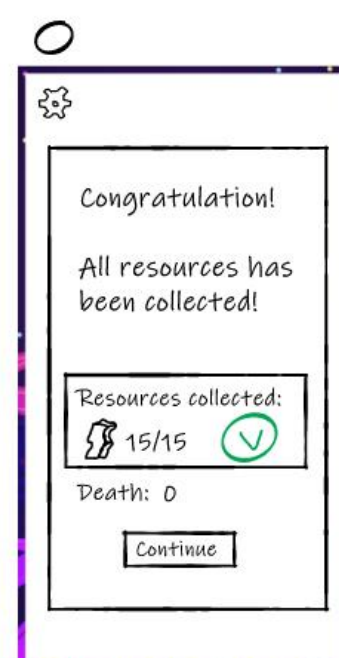 Congratulation!
All resources has
been collected!
Resources collected:
15/15
Death: 0
Continue